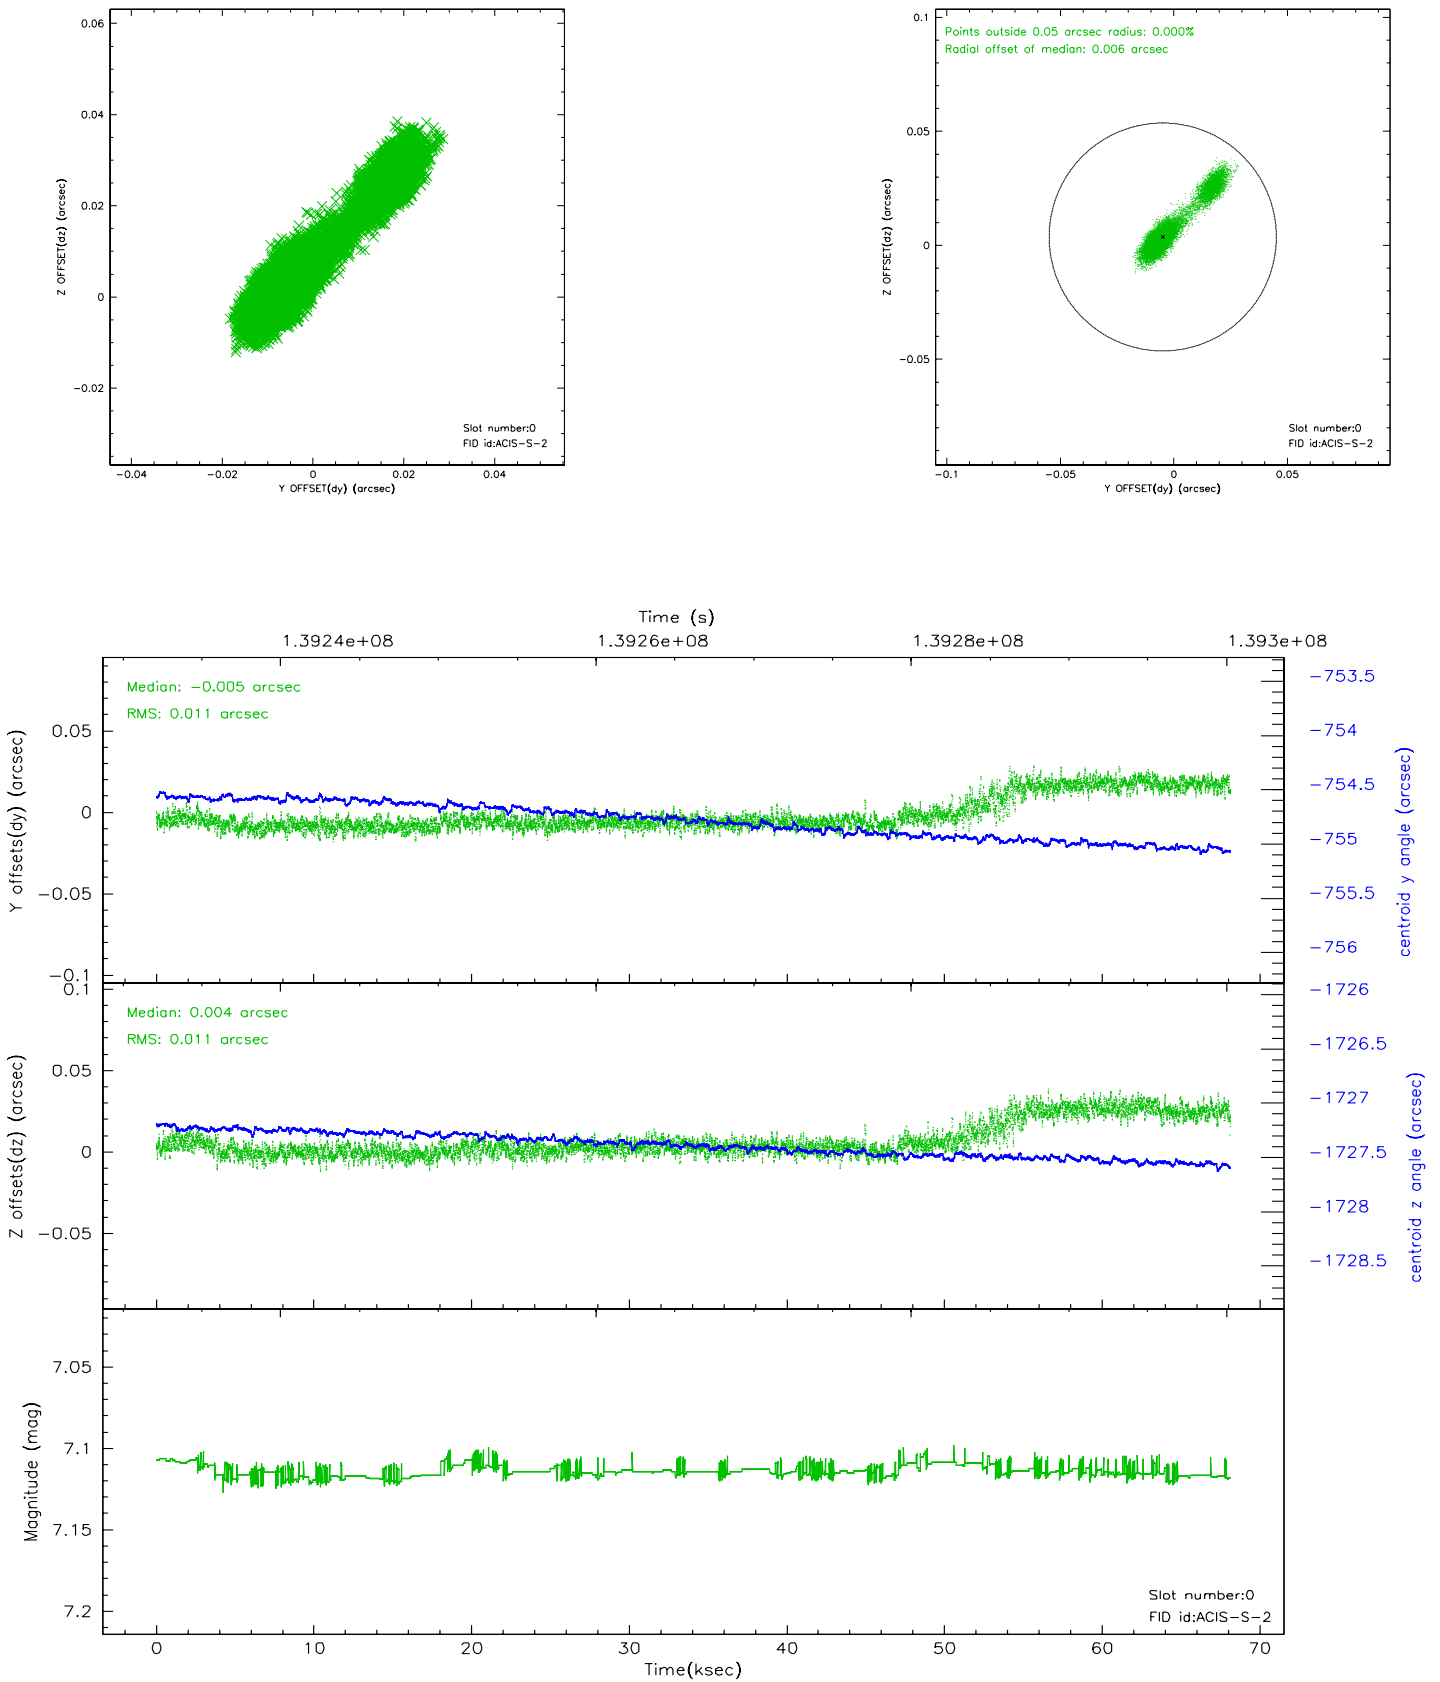 0.06
0.04
0.02
0
−0.02
Z OFFSET(dz) (arcsec)
−0.04
−0.02
0
0.02
0.04
Y OFFSET(dy) (arcsec)
Slot number:0
FID id:ACIS−S−2
Points outside 0.05 arcsec radius: 0.000%
Radial offset of median: 0.006 arcsec
0.1
0.05
0
−0.05
Z OFFSET(dz) (arcsec)
−0.1
−0.05
0
0.05
Y OFFSET(dy) (arcsec)
Slot number:0
FID id:ACIS−S−2
Time (s)
1.3924e+08
1.3926e+08
1.3928e+08
1.393e+08
Median: −0.005 arcsec
RMS: 0.011 arcsec
0.05
0
−0.05
−0.1
Y offsets(dy) (arcsec)
−753.5
−754
−754.5
−755
−755.5
−756
centroid y angle (arcsec)
Median: 0.004 arcsec
RMS: 0.011 arcsec
0.1
0.05
0
−0.05
Z offsets(dz) (arcsec)
−1726
−1726.5
−1727
−1727.5
−1728
−1728.5
centroid z angle (arcsec)
7.05
7.1
7.15
7.2
Magnitude (mag)
Slot number:0
FID id:ACIS−S−2
0
10
20
30
40
50
60
70
Time(ksec)